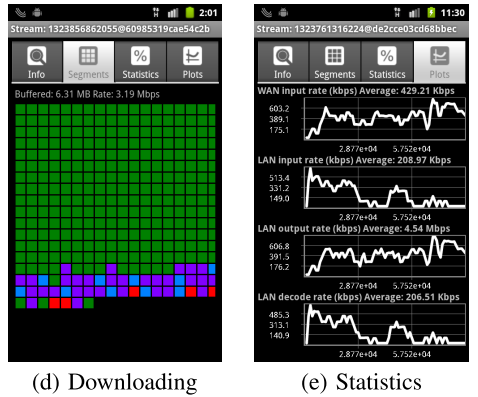 2:01
Stream: 1323856862055@60985319cae54c2b
Info
Segments
Statistics
Plots
Buffered: 6.31 MB Rate: 3.19 Mbps
(d) Downloading
11:30
Stream: 1323761316224@de2cce03cd68bbec
Info
Segments
Statistics
Plots
WAN input rate (kbps) Average: 429.21 Kbps
603.2
389.1
175.1
2.877e+04 5.752e+04
LAN input rate (kbps) Average: 208.97 Kbps
513.4
331.2
149.0
2.877e+04 5.752e+04
LAN output rate (kbps) Average: 4.54 Mbps
606.8
391.5
176.2
2.877e+04 5.752e+04
LAN decode rate (kbps) Average: 206.51 Kbps
485.3
313.1
140.9
2.877e+04 5.752e+04
(e) Statistics